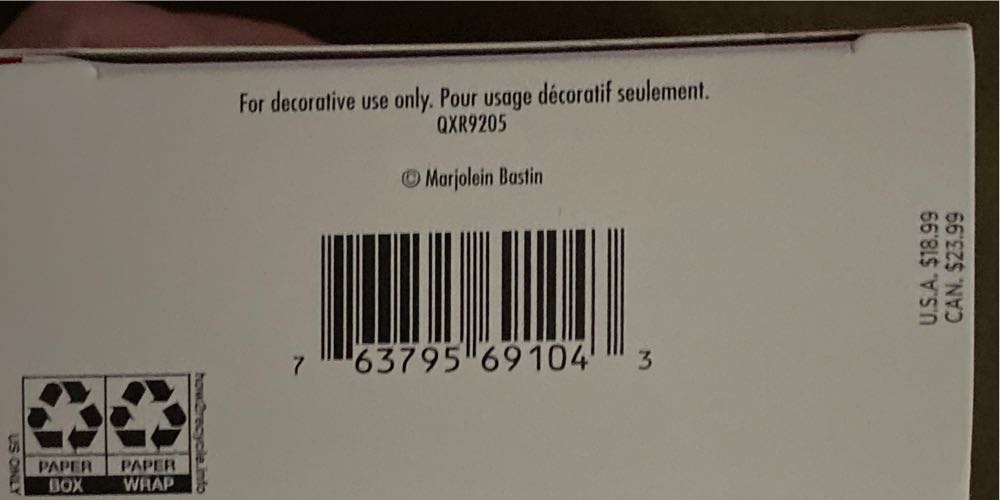 For decorative use only. Pour usage décoratif seulement.
QXR9205
© Marjolein Bastin
7 63795 69104 3
U.S.A. $18.99
CAN. $23.99
how2recycle.info
PAPER PAPER
BOX WRAP
US ONLY